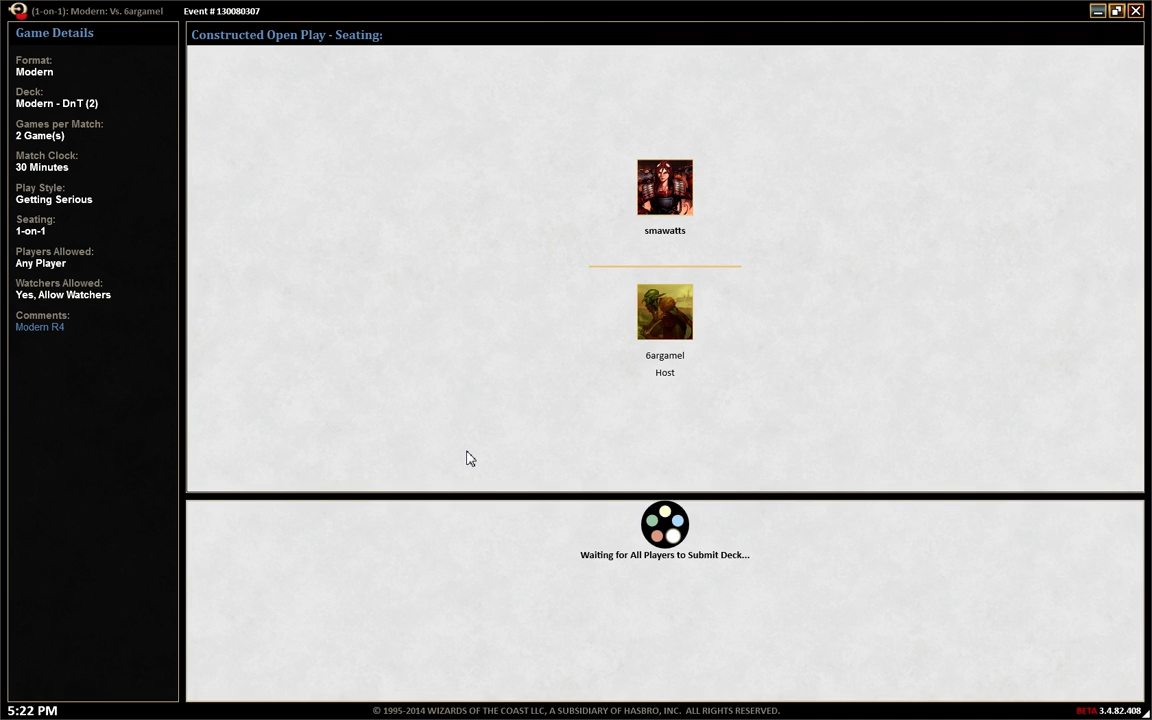 (1-on-1): Modern: Vs. 6argamel Event # 130080307
Game Details
Format:
Modern
Deck:
Modern - DnT (2)
Games per Match:
2 Game(s)
Match Clock:
30 Minutes
Play Style:
Getting Serious
Seating:
1-on-1
Players Allowed:
Any Player
Watchers Allowed:
Yes, Allow Watchers
Comments:
Modern R4
Constructed Open Play - Seating:
smawatts
6argamel
Host
Waiting for All Players to Submit Deck...
5:22 PM
© 1995-2014 WIZARDS OF THE COAST LLC, A SUBSIDIARY OF HASBRO, INC. ALL RIGHTS RESERVED.
BETA 3.4.82.408